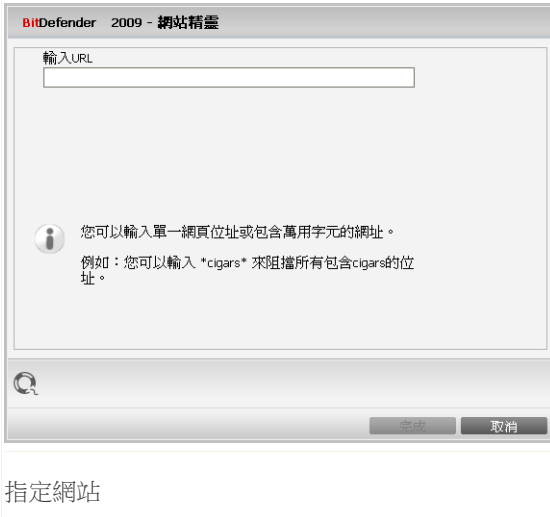 BitDefender 2009 - 網站精靈
輸入URL
您可以輸入單一網頁位址或包含萬用字元的網址。
例如：您可以輸入 *cigars* 來阻擋所有包含cigars的位
址。
完成
取消
指定網站